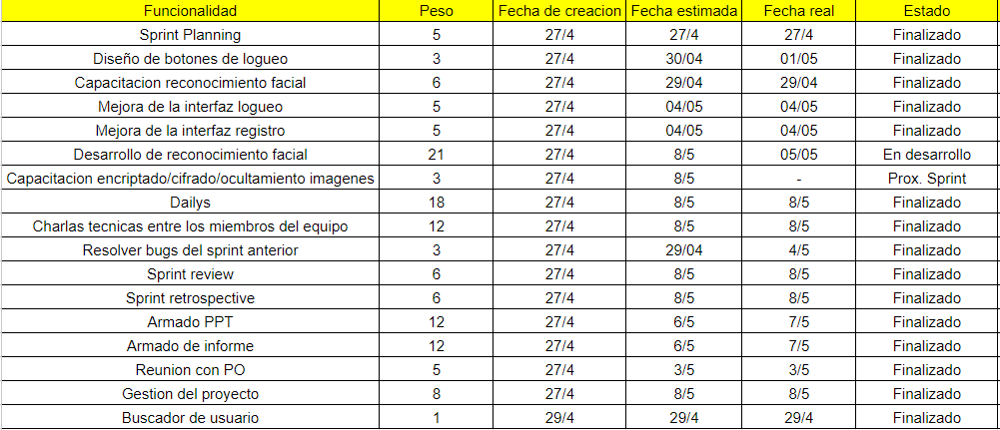 Funcionalidad Peso Fecha de creacion Fecha estimada Fecha real Estado
Sprint Planning 5 27/4 27/4 27/4 Finalizado
Diseño de botones de logueo 3 27/4 30/04 01/05 Finalizado
Capacitacion reconocimiento facial 6 27/4 29/04 29/04 Finalizado
Mejora de la interfaz logueo 5 27/4 04/05 04/05 Finalizado
Mejora de la interfaz registro 5 27/4 04/05 04/05 Finalizado
Desarrollo de reconocimiento facial 21 27/4 8/5 05/05 En desarrollo
Capacitacion encriptado/cifrado/ocultamiento imagenes 3 27/4 8/5 - Prox. Sprint
Dailys 18 27/4 8/5 8/5 Finalizado
Charlas tecnicas entre los miembros del equipo 12 27/4 8/5 8/5 Finalizado
Resolver bugs del sprint anterior 3 27/4 29/04 4/5 Finalizado
Sprint review 6 27/4 8/5 8/5 Finalizado
Sprint retrospective 6 27/4 8/5 8/5 Finalizado
Armado PPT 12 27/4 6/5 7/5 Finalizado
Armado de informe 12 27/4 6/5 7/5 Finalizado
Reunion con PO 5 27/4 3/5 3/5 Finalizado
Gestion del proyecto 8 27/4 8/5 8/5 Finalizado
Buscador de usuario 1 29/4 29/4 29/4 Finalizado